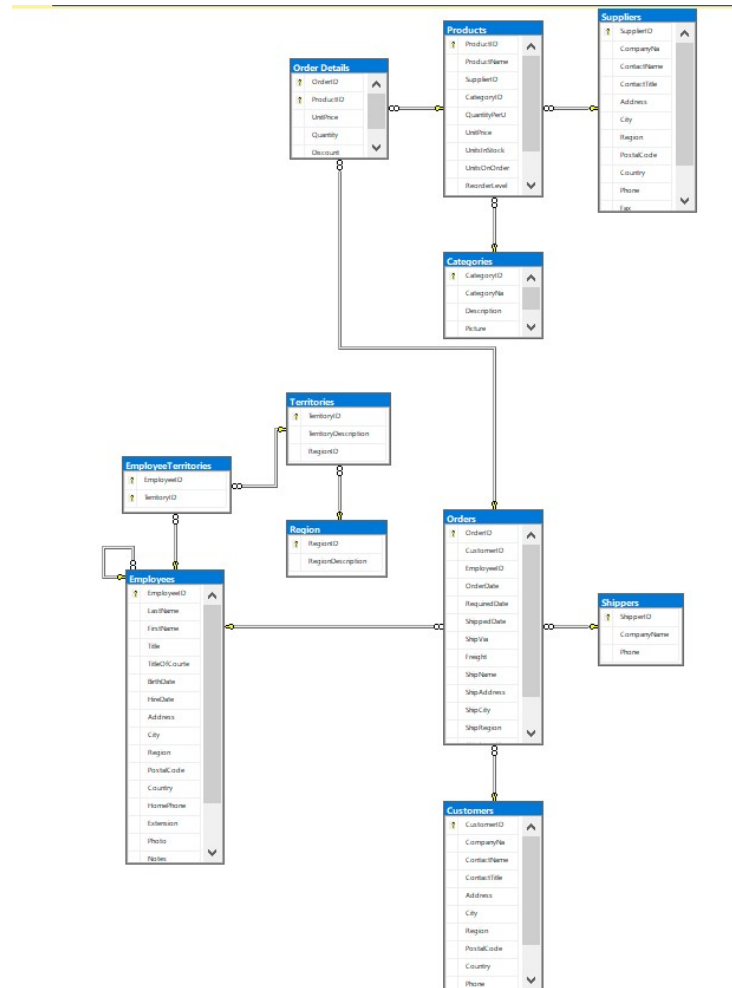 Products
ProductID
ProductName
SupplierID
CategoryID
QuantityPerU
UnitPrice
UnitsInStock
UnitsOnOrder
ReorderLevel
Suppliers
SupplierID
CompanyNa
ContactName
ContactTitle
Address
City
Region
PostalCode
Country
Phone
Fax
Order Details
OrderID
ProductID
UnitPrice
Quantity
Discount
Categories
CategoryID
CategoryNa
Description
Picture
Territories
TerritoryID
TerritoryDescription
RegionID
EmployeeTerritories
EmployeeID
TerritoryID
Region
RegionID
RegionDescription
Employees
EmployeeID
LastName
FirstName
Title
TitleOfCourte
BirthDate
HireDate
Address
City
Region
PostalCode
Country
HomePhone
Extension
Photo
Notes
Orders
OrderID
CustomerID
EmployeeID
OrderDate
RequiredDate
ShippedDate
ShipVia
Freight
ShipName
ShipAddress
ShipCity
ShipRegion
Shippers
ShipperID
CompanyName
Phone
Customers
CustomerID
CompanyNa
ContactName
ContactTitle
Address
City
Region
PostalCode
Country
Phone